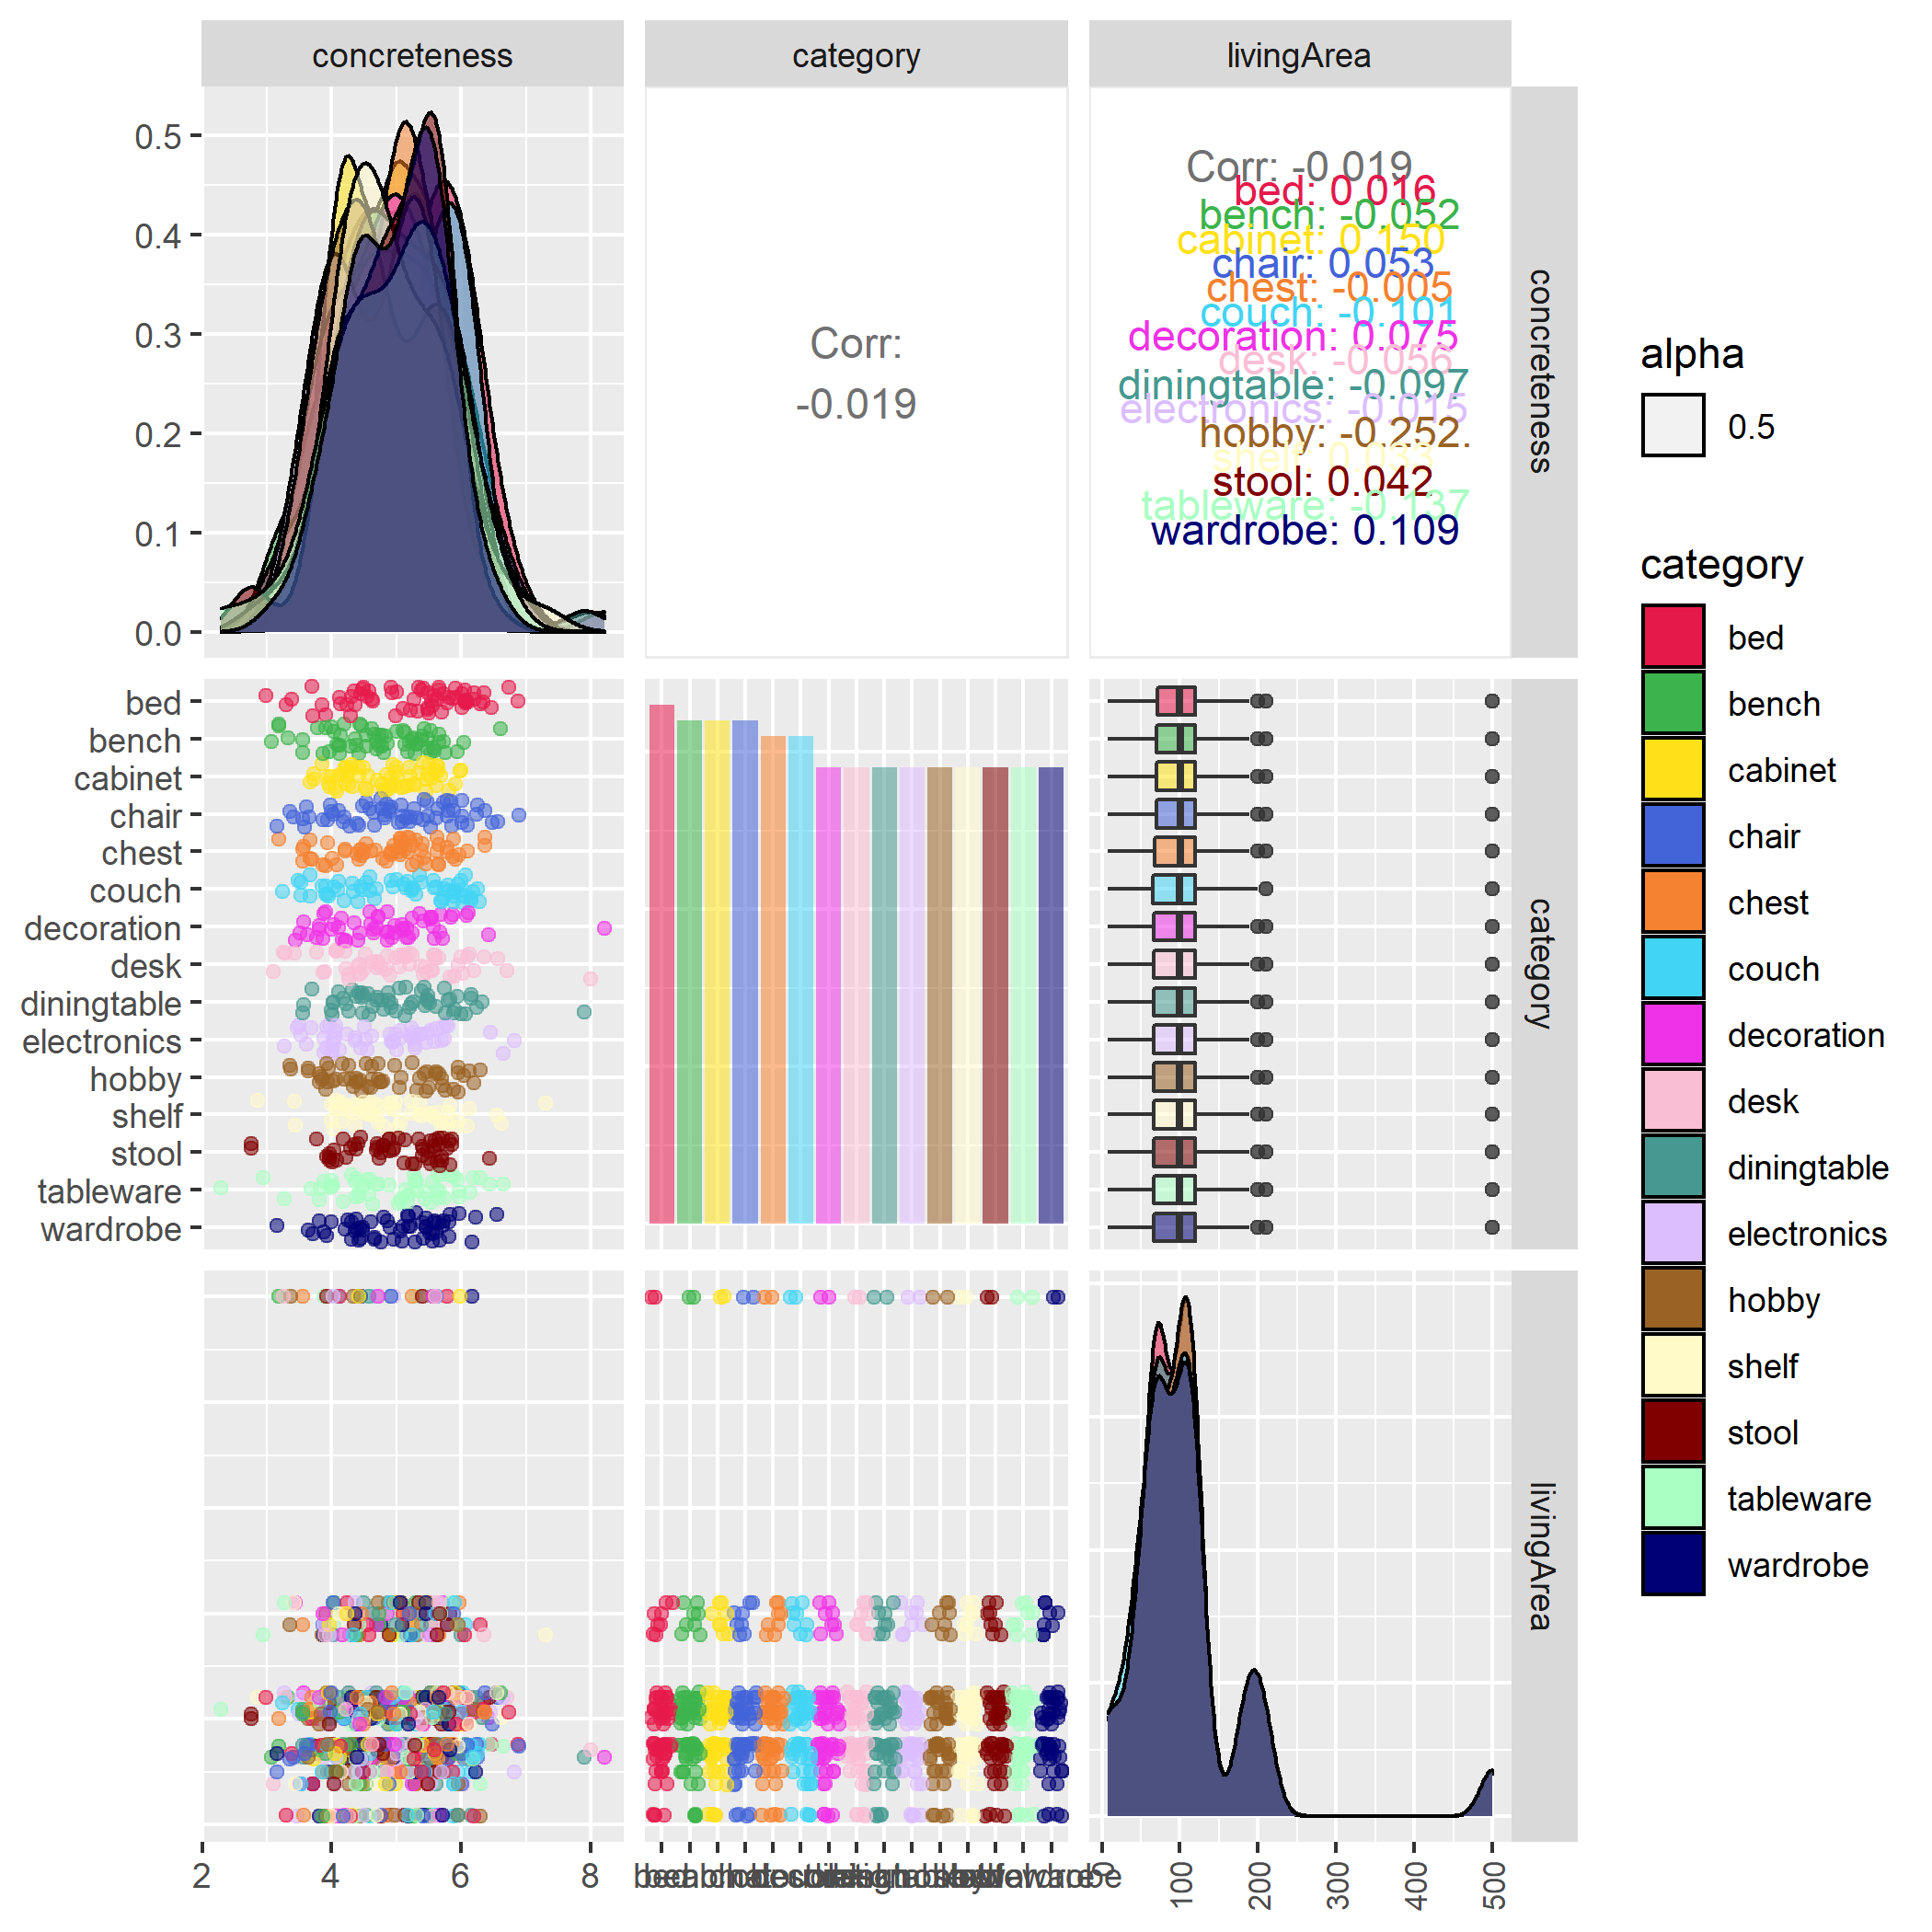 concreteness
category
livingArea
0.5
0.4
0.3
0.2
0.1
0.0
Corr:
-0.019
Corr: -0.019
bed: 0.016
bench: -0.052
cabinet: 0.150
chair: 0.053
chest: -0.005
couch: -0.101
decoration: 0.075
desk: -0.056
diningtable: -0.097
electronics: -0.015
hobby: -0.252.
shelf: 0.033
stool: 0.042
tableware: -0.137
wardrobe: 0.109
concreteness
bed
bench
cabinet
chair
chest
couch
decoration
desk
diningtable
electronics
hobby
shelf
stool
tableware
wardrobe
category
livingArea
2
4
6
8
0
100
200
300
400
500
alpha
0.5
category
bed
bench
cabinet
chair
chest
couch
decoration
desk
diningtable
electronics
hobby
shelf
stool
tableware
wardrobe